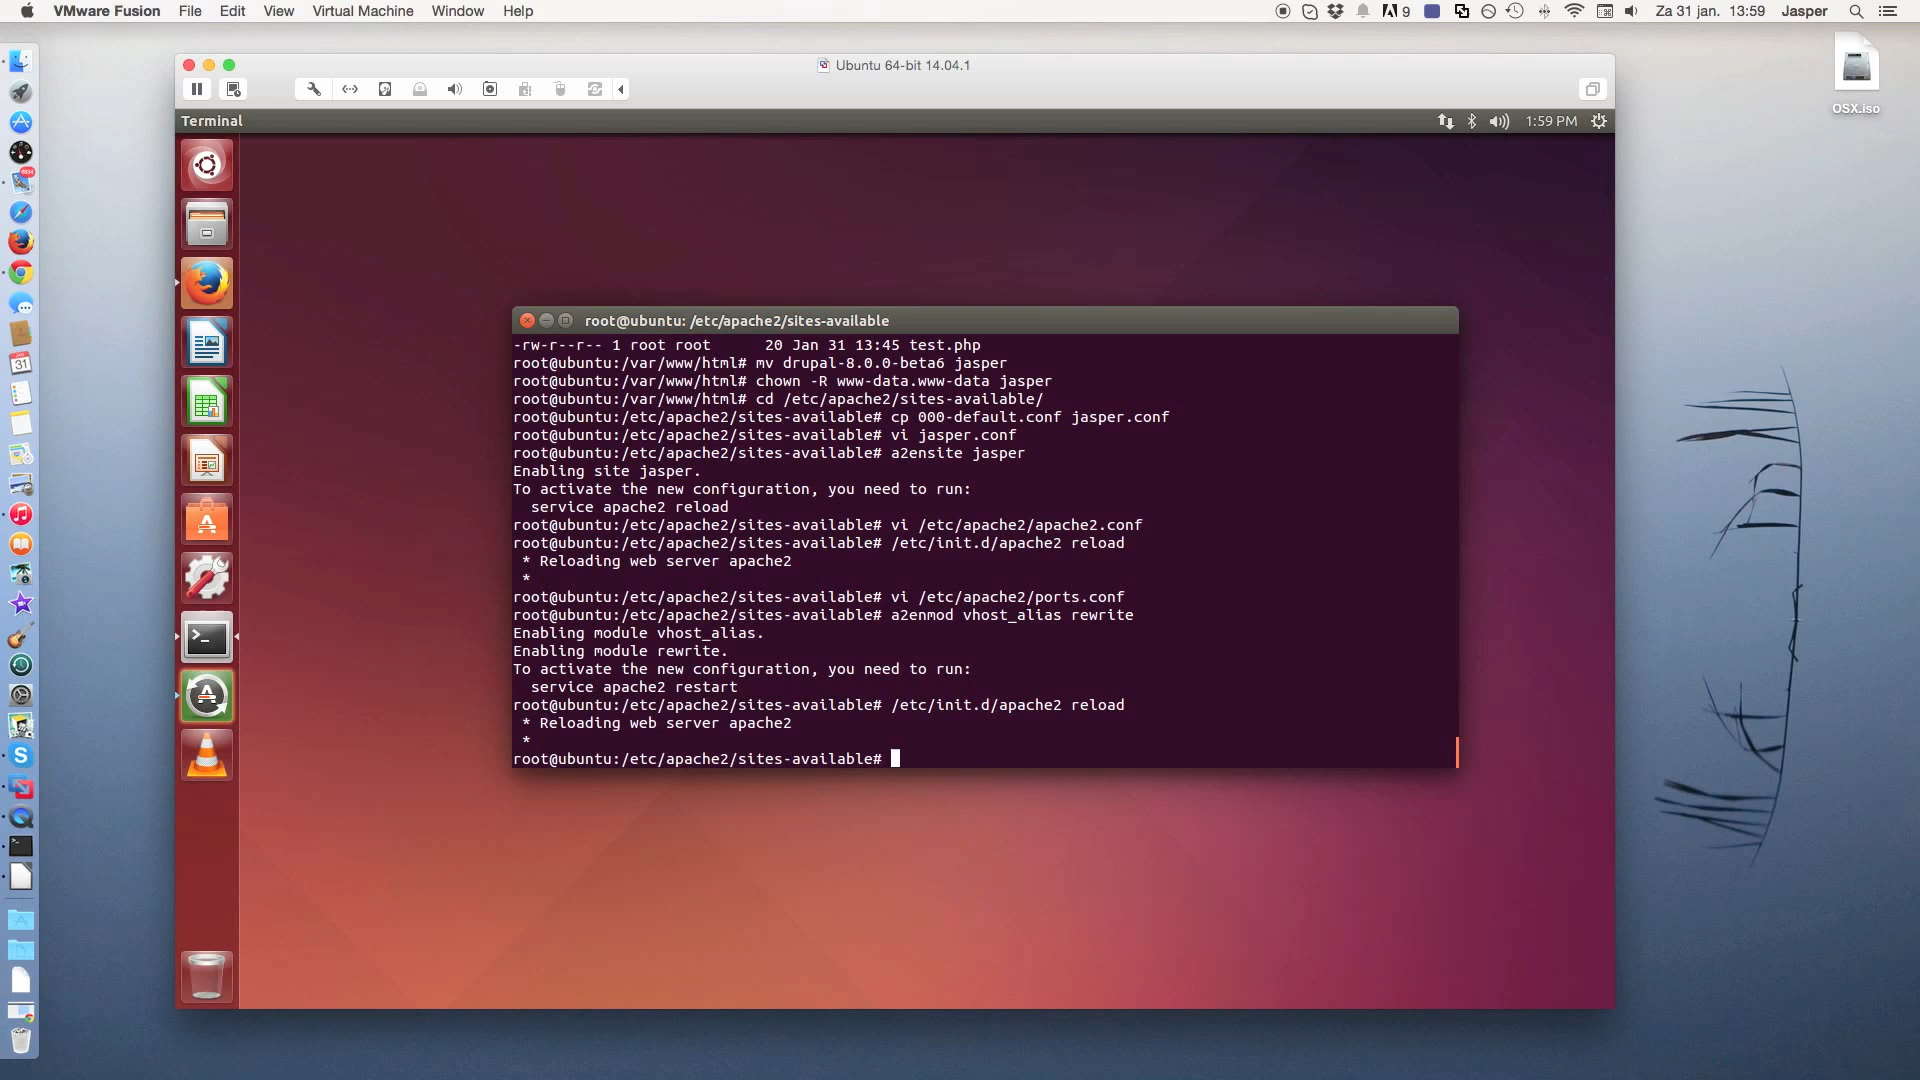 VMware Fusion File Edit View Virtual Machine Window Help 9 Za 31 jan. 13:59 Jasper
Ubuntu 64-bit 14.04.1
OSX.iso
Terminal 1:59 PM
root@ubuntu: /etc/apache2/sites-available
-rw-r--r-- 1 root root 20 Jan 31 13:45 test.php
root@ubuntu:/var/www/html# mv drupal-8.0.0-beta6 jasper
root@ubuntu:/var/www/html# chown -R www-data.www-data jasper
root@ubuntu:/var/www/html# cd /etc/apache2/sites-available/
root@ubuntu:/etc/apache2/sites-available# cp 000-default.conf jasper.conf
root@ubuntu:/etc/apache2/sites-available# vi jasper.conf
root@ubuntu:/etc/apache2/sites-available# a2ensite jasper
Enabling site jasper.
To activate the new configuration, you need to run:
service apache2 reload
root@ubuntu:/etc/apache2/sites-available# vi /etc/apache2/apache2.conf
root@ubuntu:/etc/apache2/sites-available# /etc/init.d/apache2 reload
* Reloading web server apache2
*
root@ubuntu:/etc/apache2/sites-available# vi /etc/apache2/ports.conf
root@ubuntu:/etc/apache2/sites-available# a2enmod vhost_alias rewrite
Enabling module vhost_alias.
Enabling module rewrite.
To activate the new configuration, you need to run:
service apache2 restart
root@ubuntu:/etc/apache2/sites-available# /etc/init.d/apache2 reload
* Reloading web server apache2
*
root@ubuntu:/etc/apache2/sites-available#
31